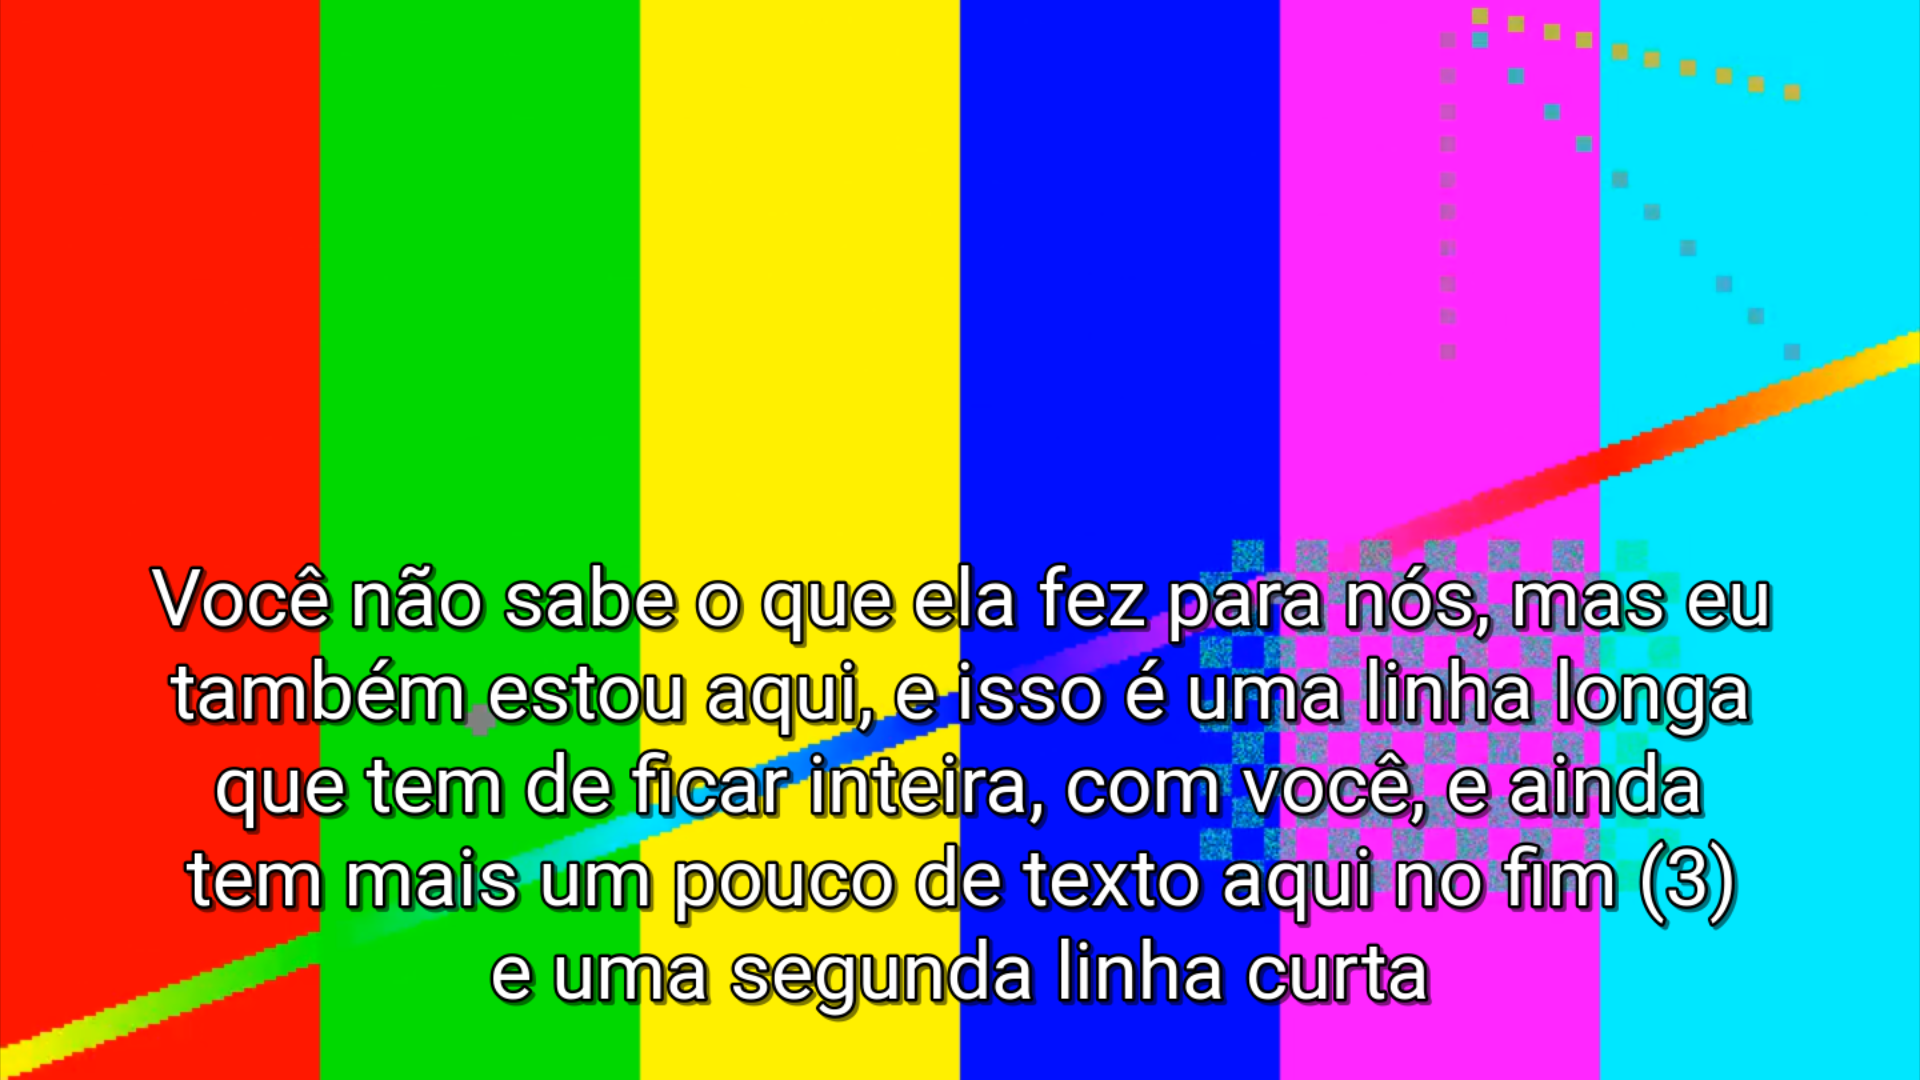 Você não sabe o que ela fez para nós, mas eu
também estou aqui, e isso é uma linha longa
que tem de ficar inteira, com você, e ainda
tem mais um pouco de texto aqui no fim (3)
e uma segunda linha curta